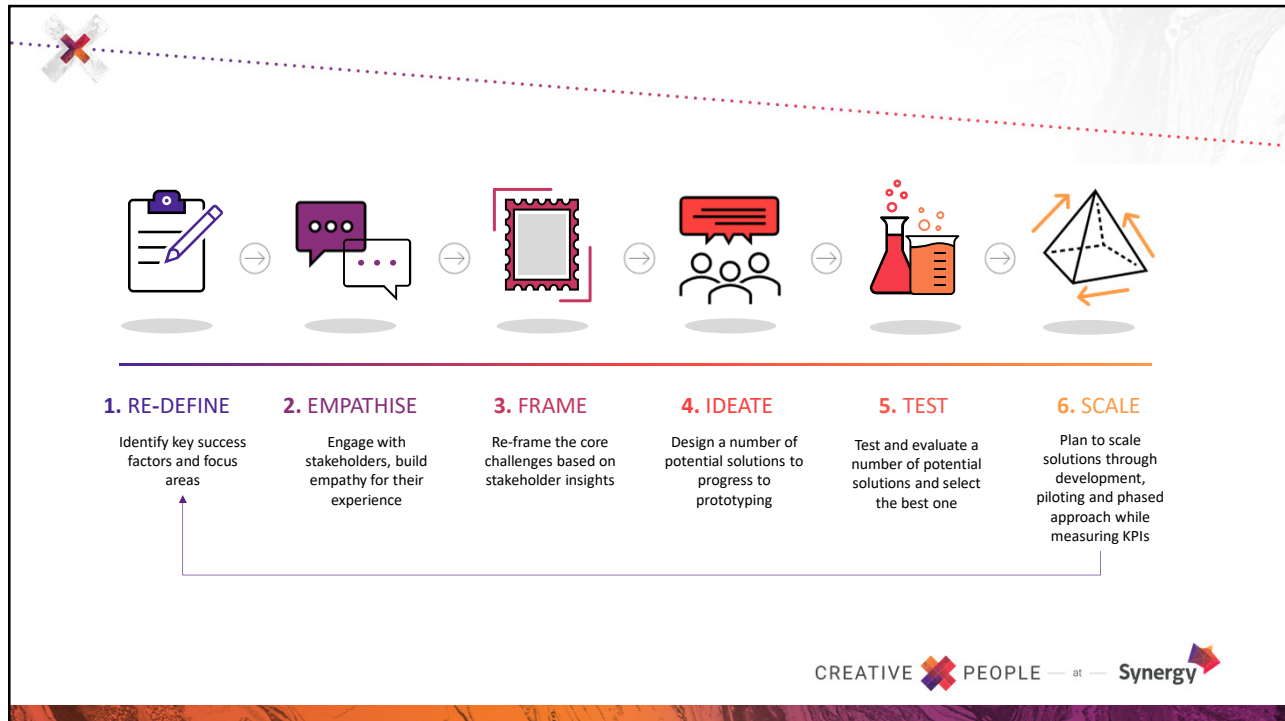 1. RE-DEFINE
Identify key success
factors and focus
areas
2. EMPATHISE
Engage with
stakeholders, build
empathy for their
experience
3. FRAME
Re-frame the core
challenges based on
stakeholder insights
4. IDEATE
Design a number of
potential solutions to
progress to
prototyping
5. TEST
Test and evaluate a
number of potential
solutions and select
the best one
6. SCALE
Plan to scale
solutions through
development,
piloting and phased
approach while
measuring KPIs
CREATIVE PEOPLE — at — Synergy